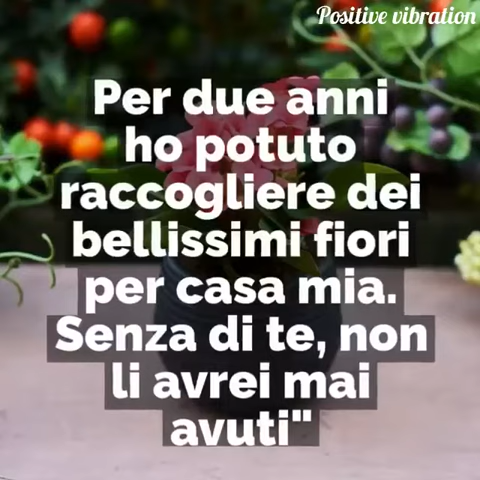 Positive vibration
Per due anni
ho potuto
raccogliere dei
bellissimi fiori
per casa mia.
Senza di te, non
li avrei mai
avuti"